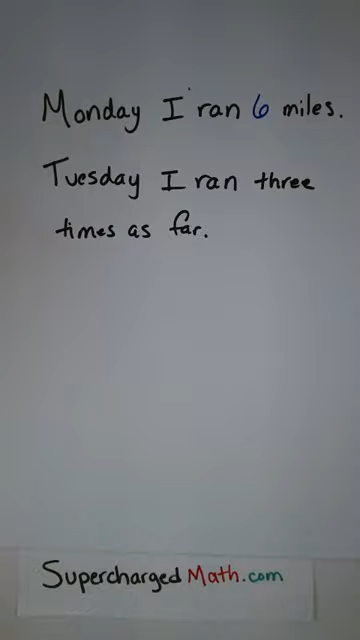 Monday I ran 6 miles.
Tuesday I ran three
times as far.
SuperchargedMath.com